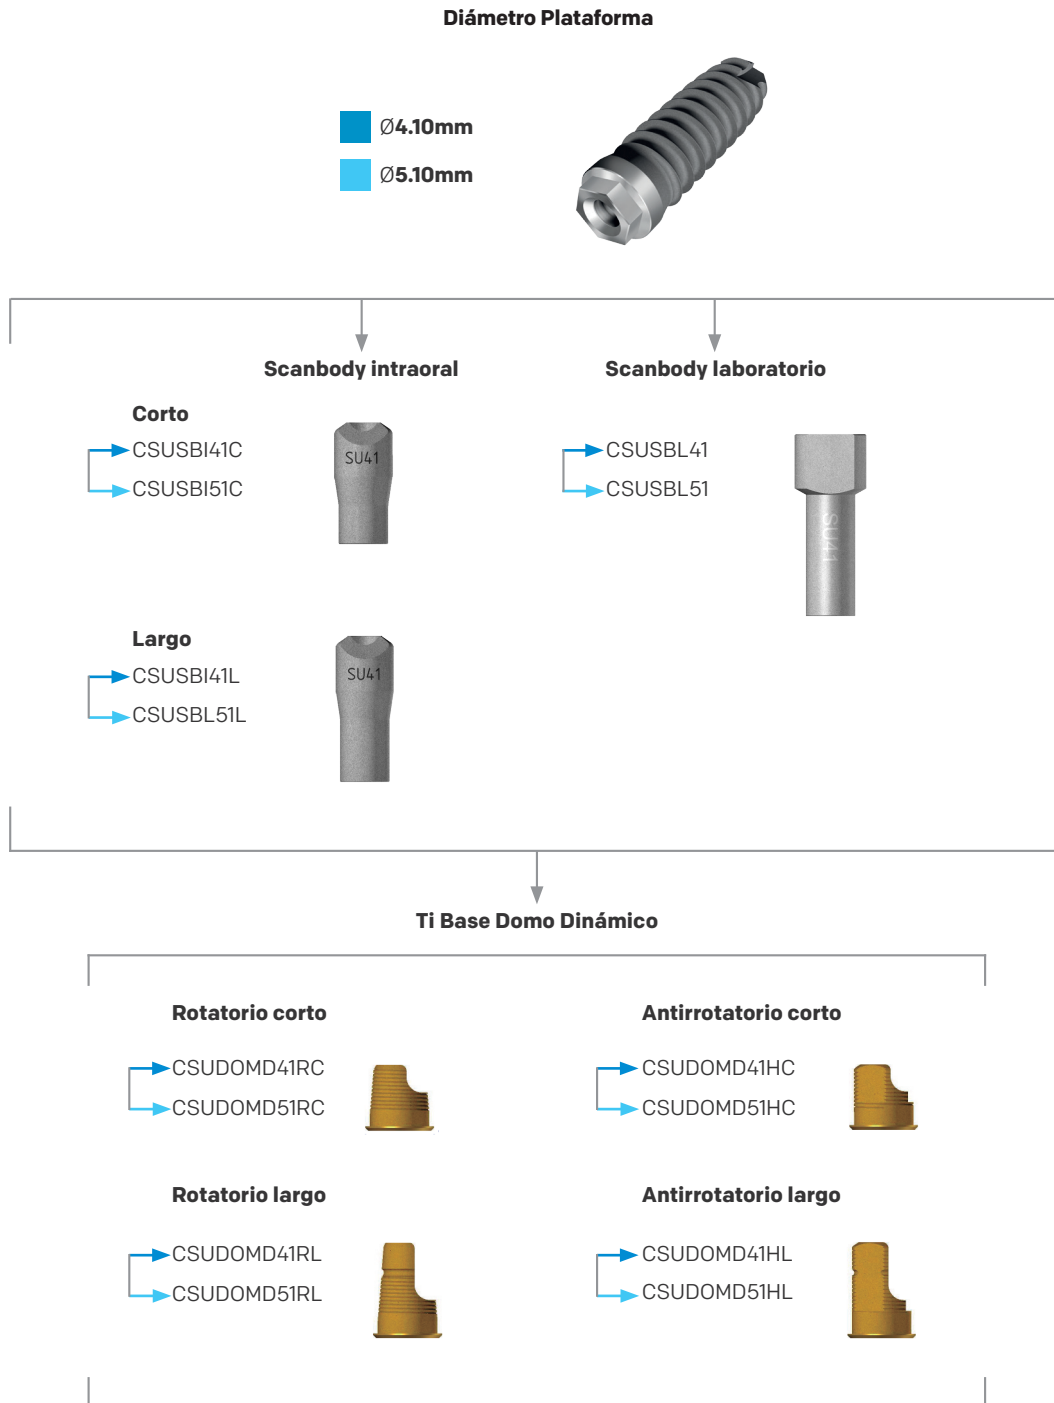 Diámetro Plataforma
Ø4.10mm
Ø5.10mm
Scanbody intraoral
Scanbody laboratorio
Corto
CSUSBI41C
CSUSBI51C
SU41
CSUSBL41
CSUSBL51
SU41
Largo
CSUSBI41L
CSUSBL51L
SU41
Ti Base Domo Dinámico
Rotatorio corto
CSUDOMD41RC
CSUDOMD51RC
Antirrotatorio corto
CSUDOMD41HC
CSUDOMD51HC
Rotatorio largo
CSUDOMD41RL
CSUDOMD51RL
Antirrotatorio largo
CSUDOMD41HL
CSUDOMD51HL